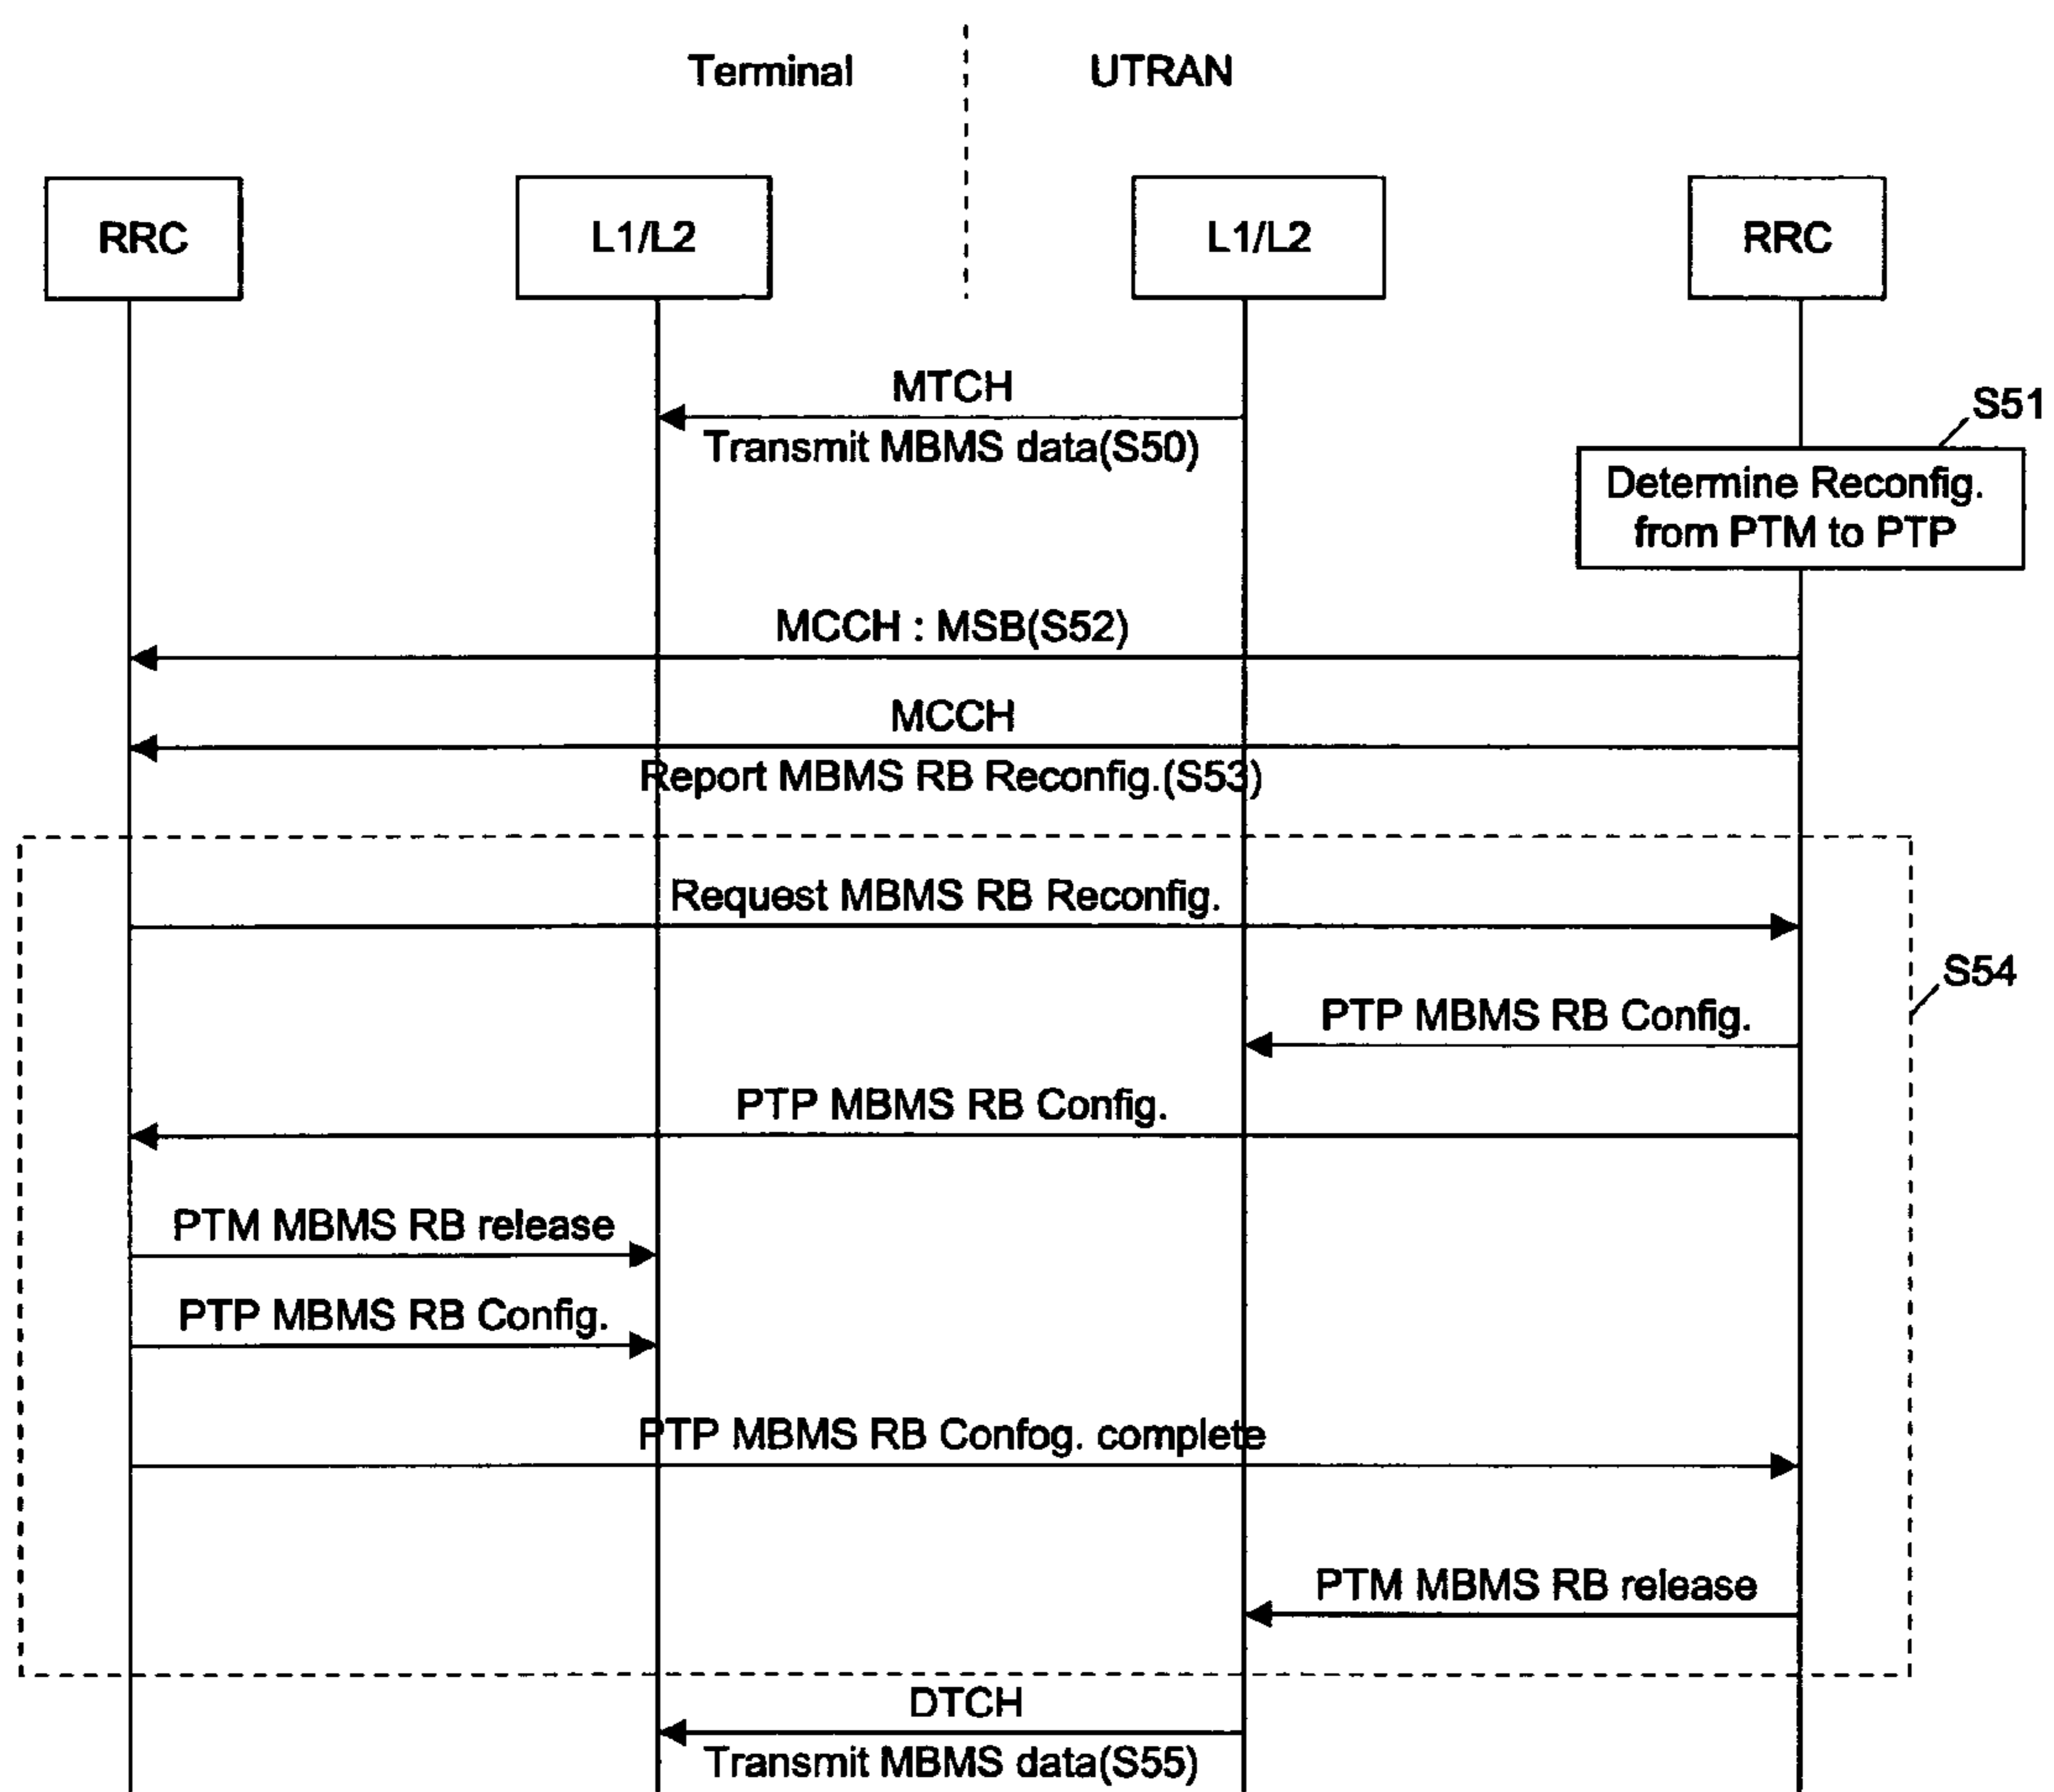 Terminal
UTRAN
RRC
L1/L2
L1/L2
RRC
MTCH
Transmit MBMS data(S50)
S51
Determine Reconfig.
from PTM to PTP
MCCH : MSB(S52)
MCCH
Report MBMS RB Reconfig.(S53)
Request MBMS RB Reconfig.
S54
PTP MBMS RB Config.
PTP MBMS RB Config.
PTM MBMS RB release
PTP MBMS RB Config.
PTP MBMS RB Confog. complete
PTM MBMS RB release
DTCH
Transmit MBMS data(S55)